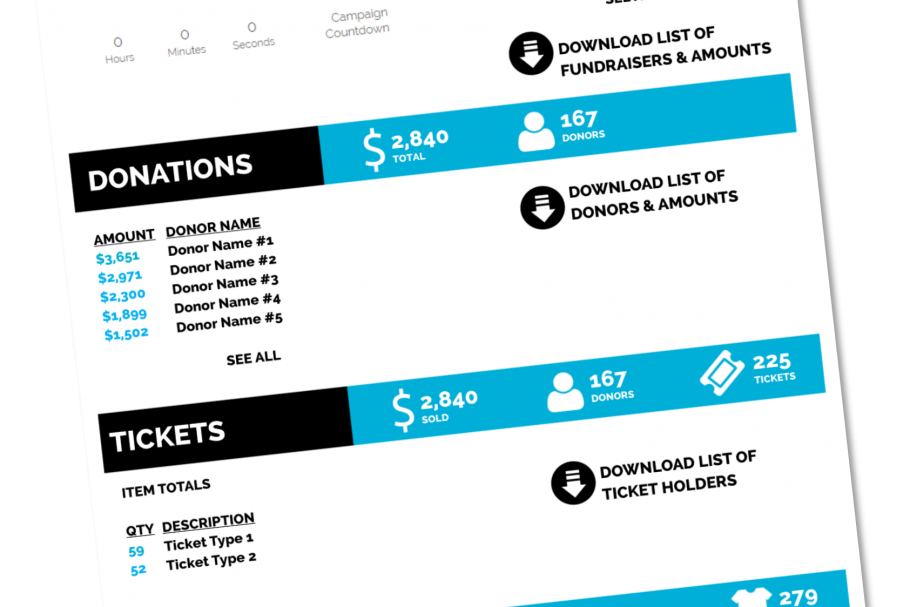 0 0 0
Hours Minutes Seconds
Campaign
Countdown
DOWNLOAD LIST OF
FUNDRAISERS & AMOUNTS
DONATIONS
$ 2,840
TOTAL
167
DONORS
DOWNLOAD LIST OF
DONORS & AMOUNTS
AMOUNT DONOR NAME
$3,651 Donor Name #1
$2,971 Donor Name #2
$2,300 Donor Name #3
$1,899 Donor Name #4
$1,502 Donor Name #5
SEE ALL
TICKETS
$ 2,840
SOLD
167
DONORS
225
TICKETS
ITEM TOTALS
DOWNLOAD LIST OF
TICKET HOLDERS
QTY DESCRIPTION
59 Ticket Type 1
52 Ticket Type 2
279